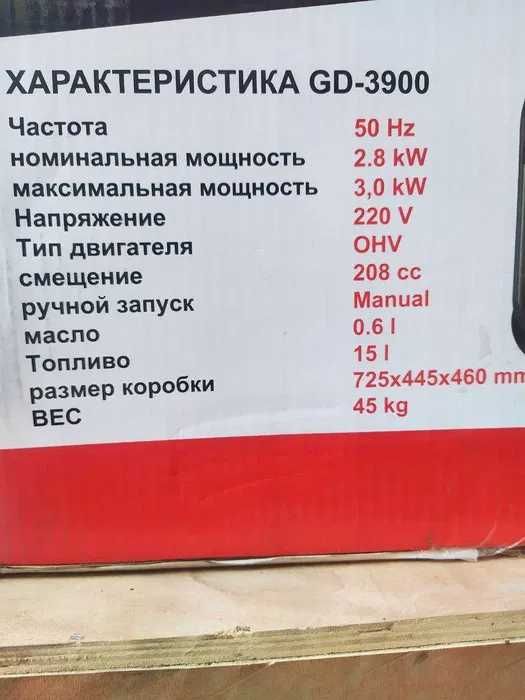 ХАРАКТЕРИСТИКА GD-3900
Частота 50 Hz
номинальная мощность 2.8 kW
максимальная мощность 3,0 kW
Напряжение 220 V
Тип двигателя OHV
смещение 208 cc
ручной запуск Manual
масло 0.6 l
Топливо 15 l
размер коробки 725x445x460 mm
ВЕС 45 kg